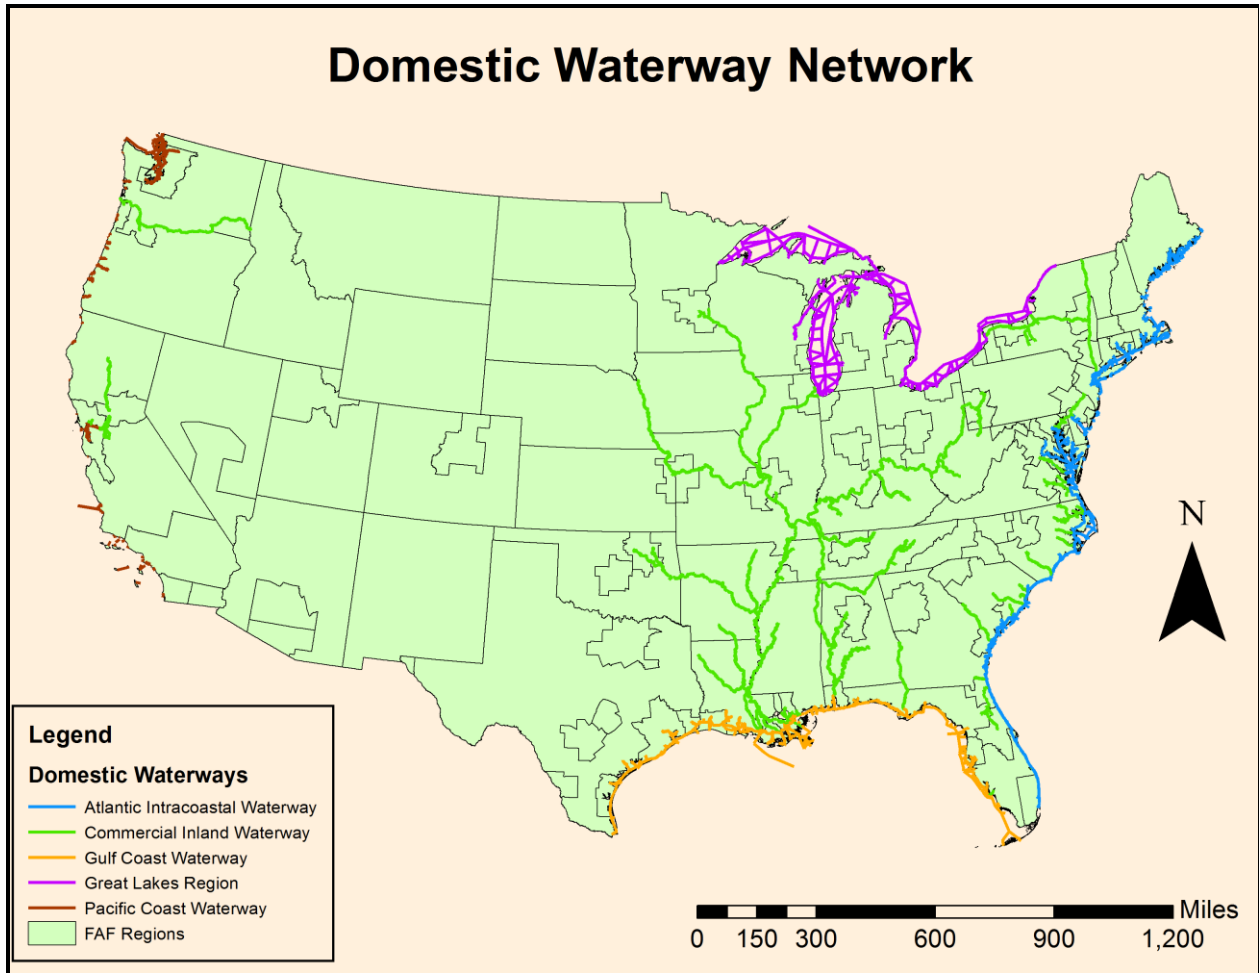 Domestic Waterway Network
N
Legend
Domestic Waterways
Atlantic Intracoastal Waterway
Commercial Inland Waterway
Gulf Coast Waterway
Great Lakes Region
Pacific Coast Waterway
FAF Regions
Miles
0 150 300 600 900 1,200